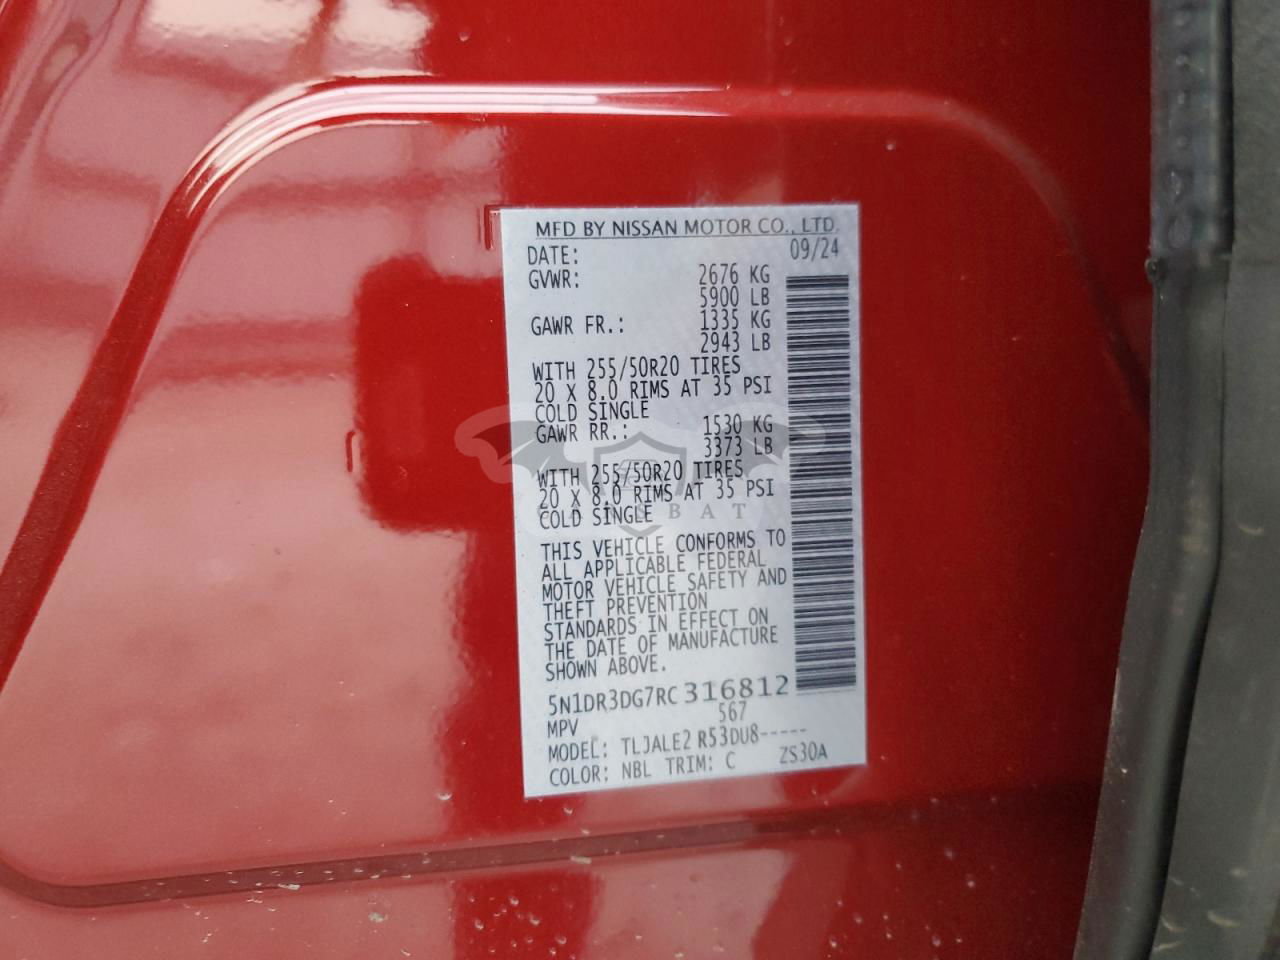 MFD BY NISSAN MOTOR CO., LTD.
DATE: 09/24
GVWR: 2676 KG
5900 LB
GAWR FR.: 1335 KG
2943 LB
WITH 255/50R20 TIRES
20 X 8.0 RIMS AT 35 PSI
COLD SINGLE
GAWR RR.: 1530 KG
3373 LB
WITH 255/50R20 TIRES
20 X 8.0 RIMS AT 35 PSI
COLD SINGLE
THIS VEHICLE CONFORMS TO
ALL APPLICABLE FEDERAL
MOTOR VEHICLE SAFETY AND
THEFT PREVENTION
STANDARDS IN EFFECT ON
THE DATE OF MANUFACTURE
SHOWN ABOVE.
5N1DR3DG7RC316812
MPV 567
MODEL: TLJALE2 R53DU8-----
COLOR: NBL TRIM: C ZS30A